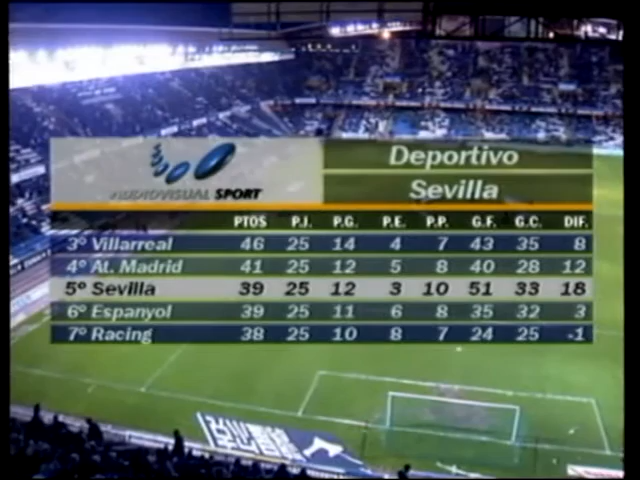 Deportivo
AUDIOVISUAL SPORT
Sevilla
PTOS P.J. P.G. P.E. P.P. G.F. G.C. DIF.
3º Villarreal 46 25 14 4 7 43 35 8
4º At. Madrid 41 25 12 5 8 40 28 12
5º Sevilla 39 25 12 3 10 51 33 18
6º Espanyol 39 25 11 6 8 35 32 3
7º Racing 38 25 10 8 7 24 25 -1